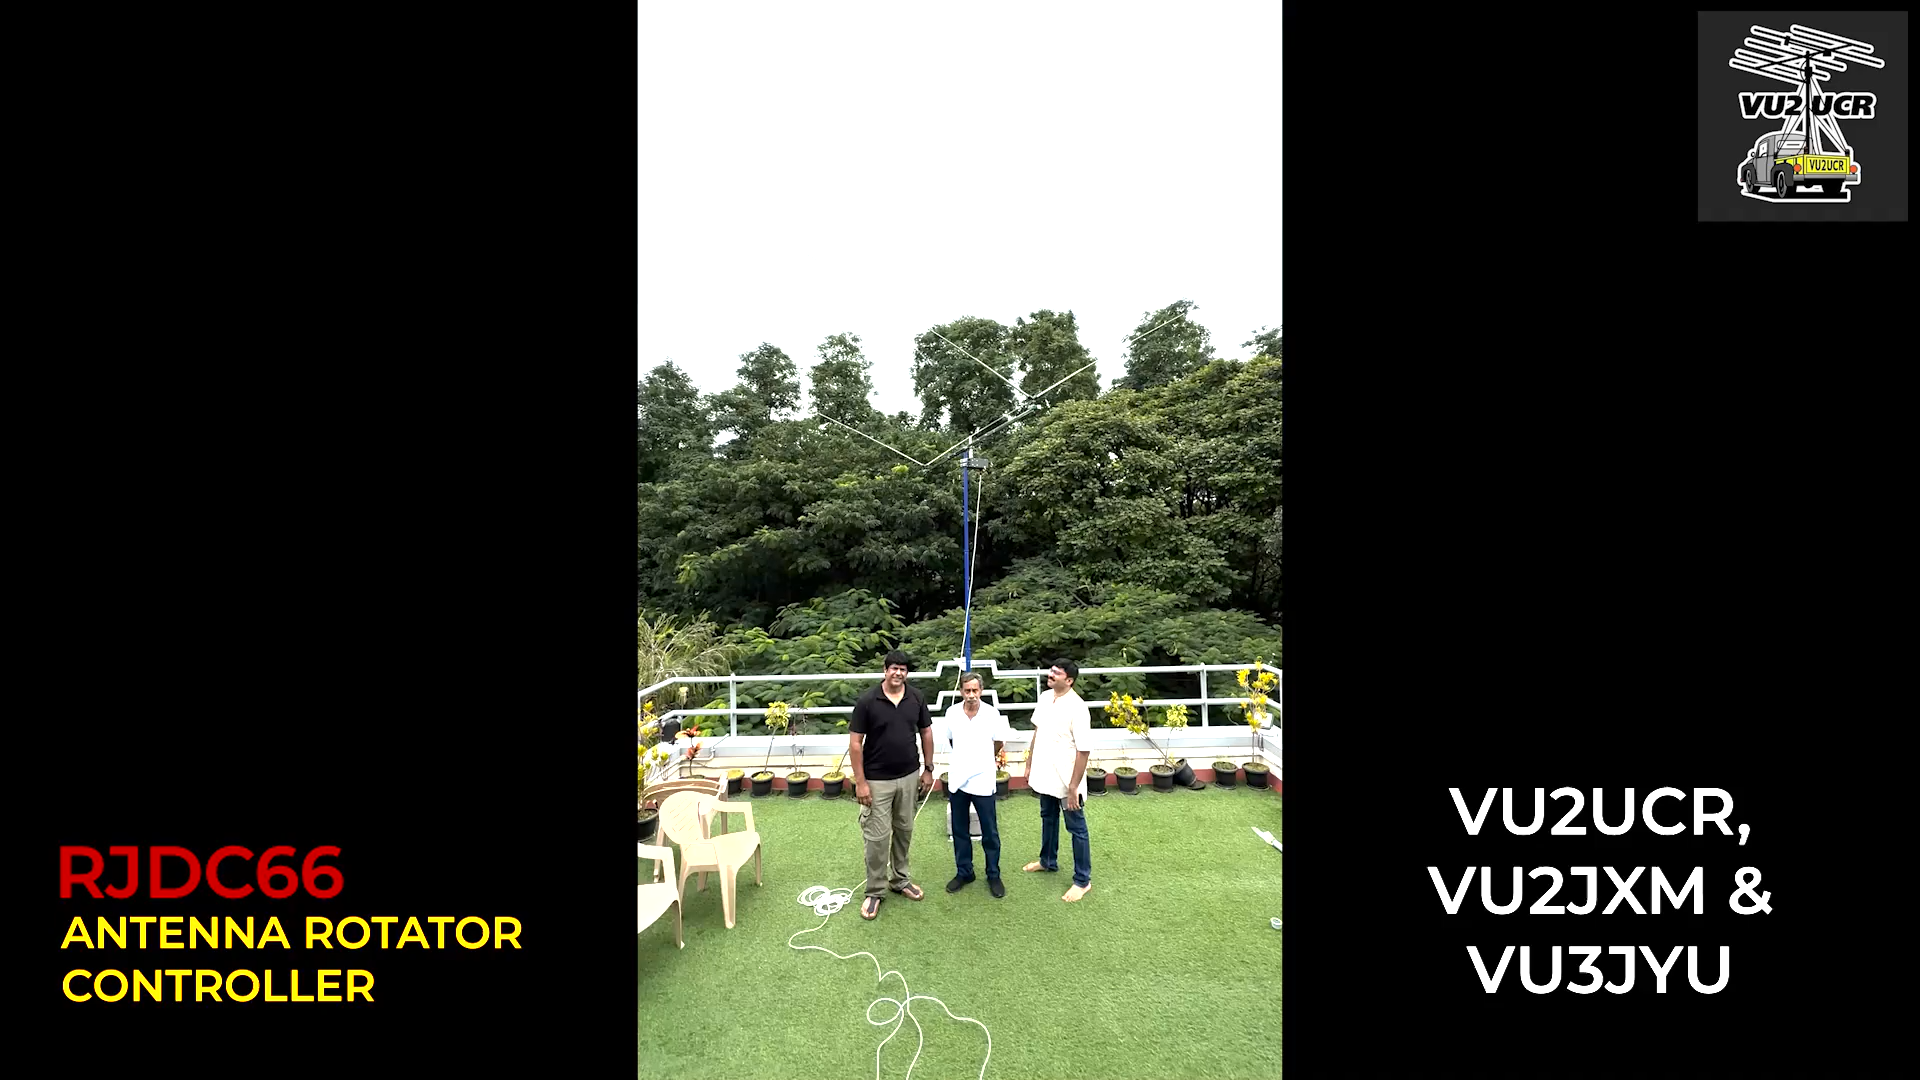 VU2UCR
VU2UCR
RJDC66
ANTENNA ROTATOR
CONTROLLER
VU2UCR,
VU2JXM &
VU3JYU